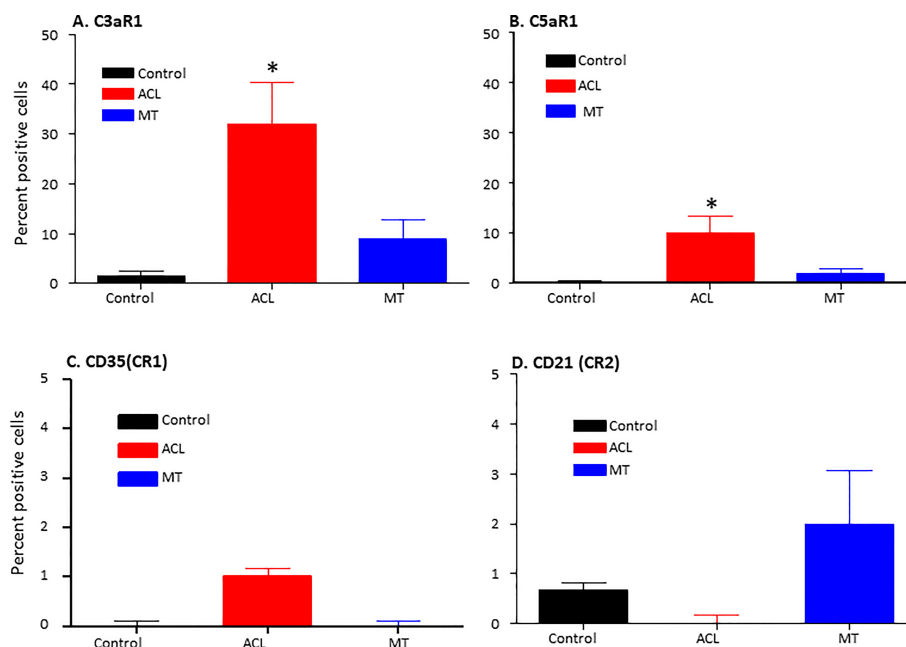 A. C3aR1
50
40
30
20
10
0
Percent positive cells
Control
ACL
MT
*
Control
ACL
MT
B. C5aR1
50
40
30
20
10
0
Control
ACL
MT
*
Control
ACL
MT
C. CD35(CR1)
5
4
3
2
1
0
Percent positive cells
Control
ACL
MT
Control
ACL
MT
D. CD21 (CR2)
5
4
3
2
1
0
Control
ACL
MT
Control
ACL
MT